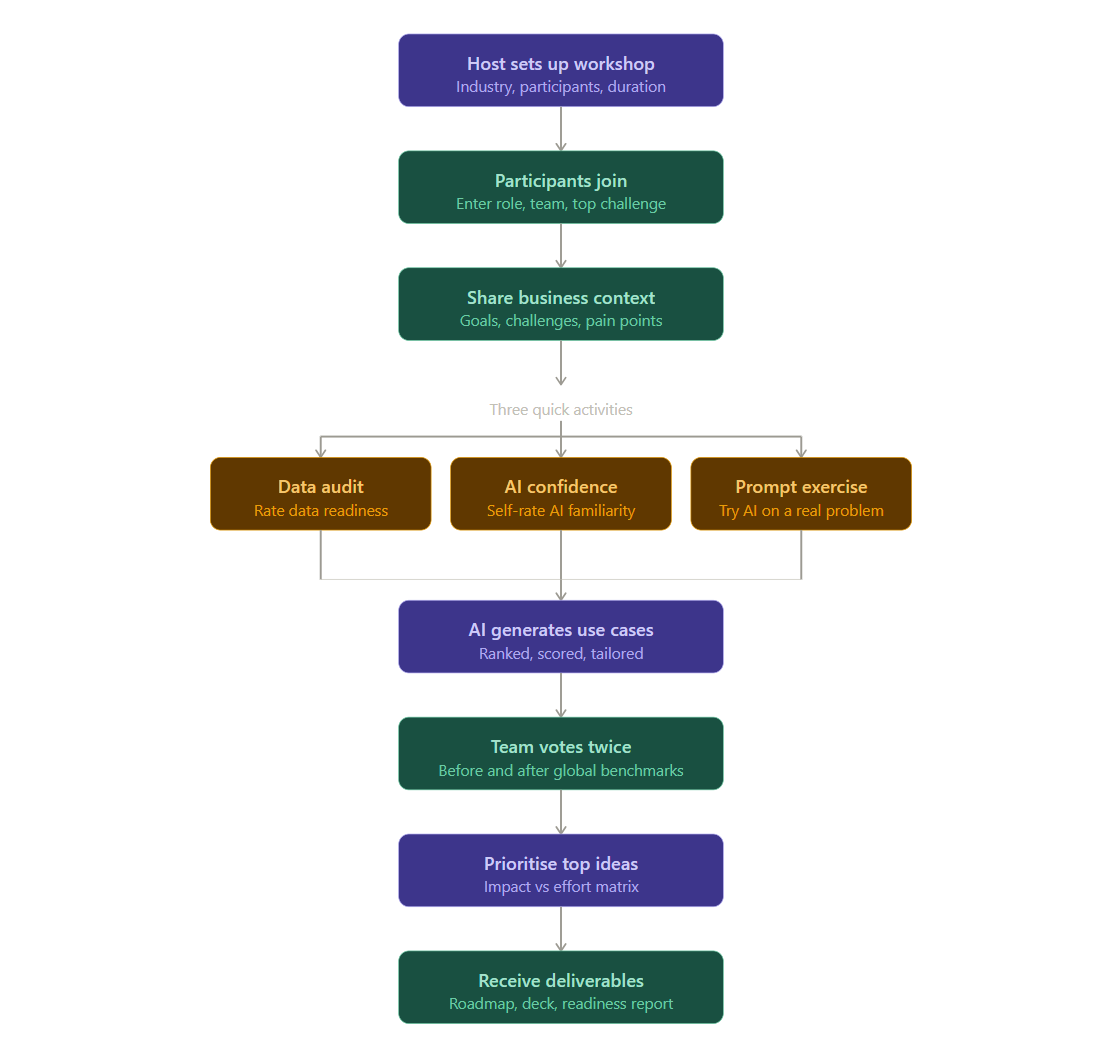 Host sets up workshop
Industry, participants, duration
Participants join
Enter role, team, top challenge
Share business context
Goals, challenges, pain points
Three quick activities
Data audit
Rate data readiness
AI confidence
Self-rate AI familiarity
Prompt exercise
Try AI on a real problem
AI generates use cases
Ranked, scored, tailored
Team votes twice
Before and after global benchmarks
Prioritise top ideas
Impact vs effort matrix
Receive deliverables
Roadmap, deck, readiness report